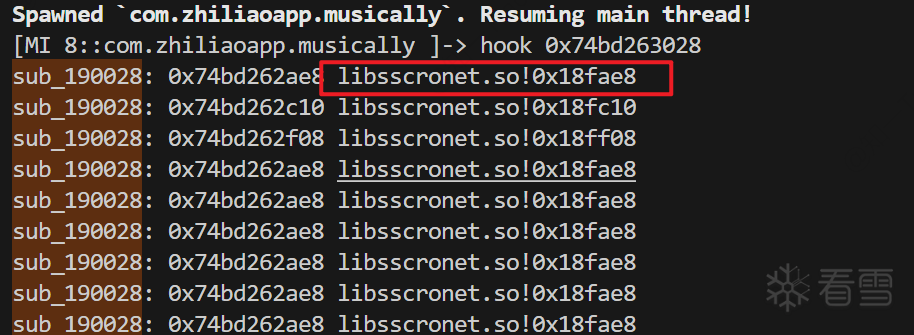 Spawned `com.zhiliaoapp.musically`. Resuming main thread!
[MI 8::com.zhiliaoapp.musically ]-> hook 0x74bd263028
sub_190028: 0x74bd262ae8 libsscronet.so!0x18fae8
sub_190028: 0x74bd262c10 libsscronet.so!0x18fc10
sub_190028: 0x74bd262f08 libsscronet.so!0x18ff08
sub_190028: 0x74bd262ae8 libsscronet.so!0x18fae8
sub_190028: 0x74bd262ae8 libsscronet.so!0x18fae8
sub_190028: 0x74bd262ae8 libsscronet.so!0x18fae8
sub_190028: 0x74bd262ae8 libsscronet.so!0x18fae8
sub_190028: 0x74bd262ae8 libsscronet.so!0x18fae8
sub_190028: 0x74bd262ae8 libsscronet.so!0x18fae8
看雪